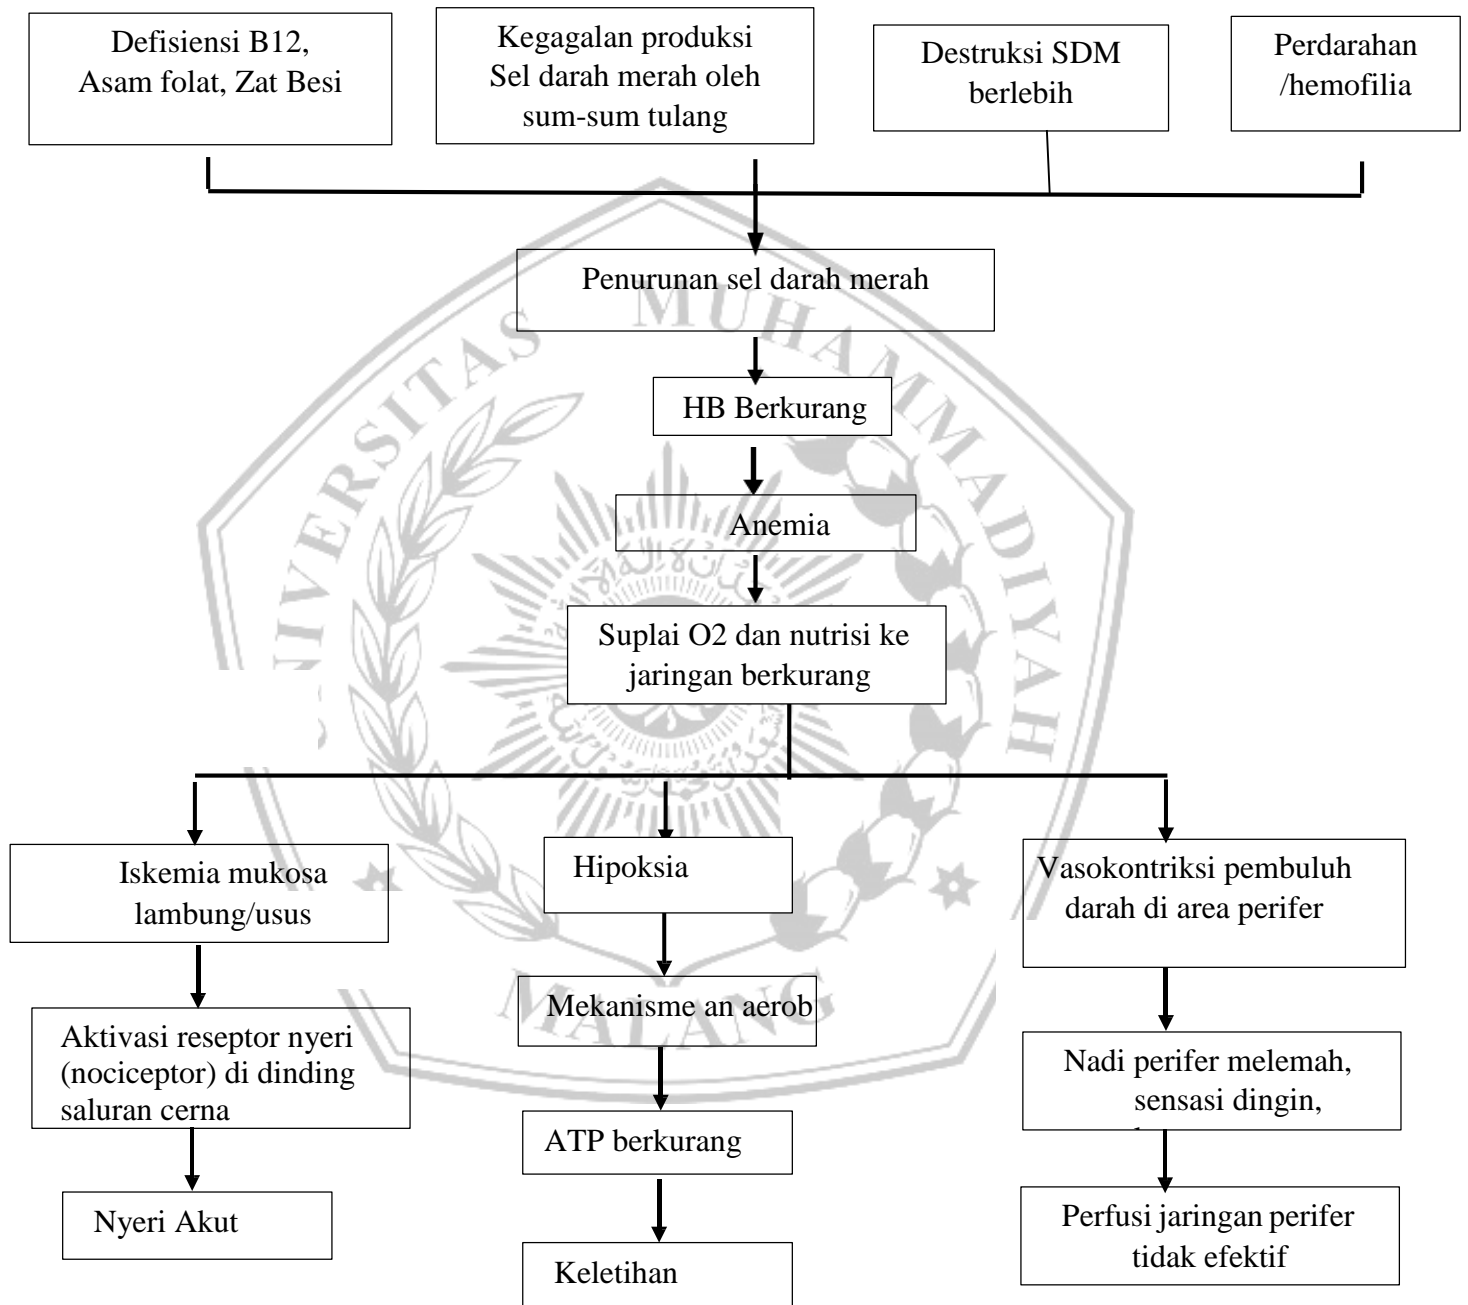 Defisiensi B12,
Asam folat, Zat Besi
Kegagalan produksi
Sel darah merah oleh
sum-sum tulang
Destruksi SDM
berlebih
Perdarahan
/hemofilia
Penurunan sel darah merah
HB Berkurang
Anemia
Suplai O2 dan nutrisi ke
jaringan berkurang
Iskemia mukosa
lambung/usus
Hipoksia
Vasokontriksi pembuluh
darah di area perifer
Aktivasi reseptor nyeri
(nociceptor) di dinding
saluran cerna
Mekanisme an aerob
Nadi perifer melemah,
sensasi dingin,
ATP berkurang
Nyeri Akut
Keletihan
Perfusi jaringan perifer
tidak efektif
UNIVERSITAS MUHAMMADIYAH
MALANG